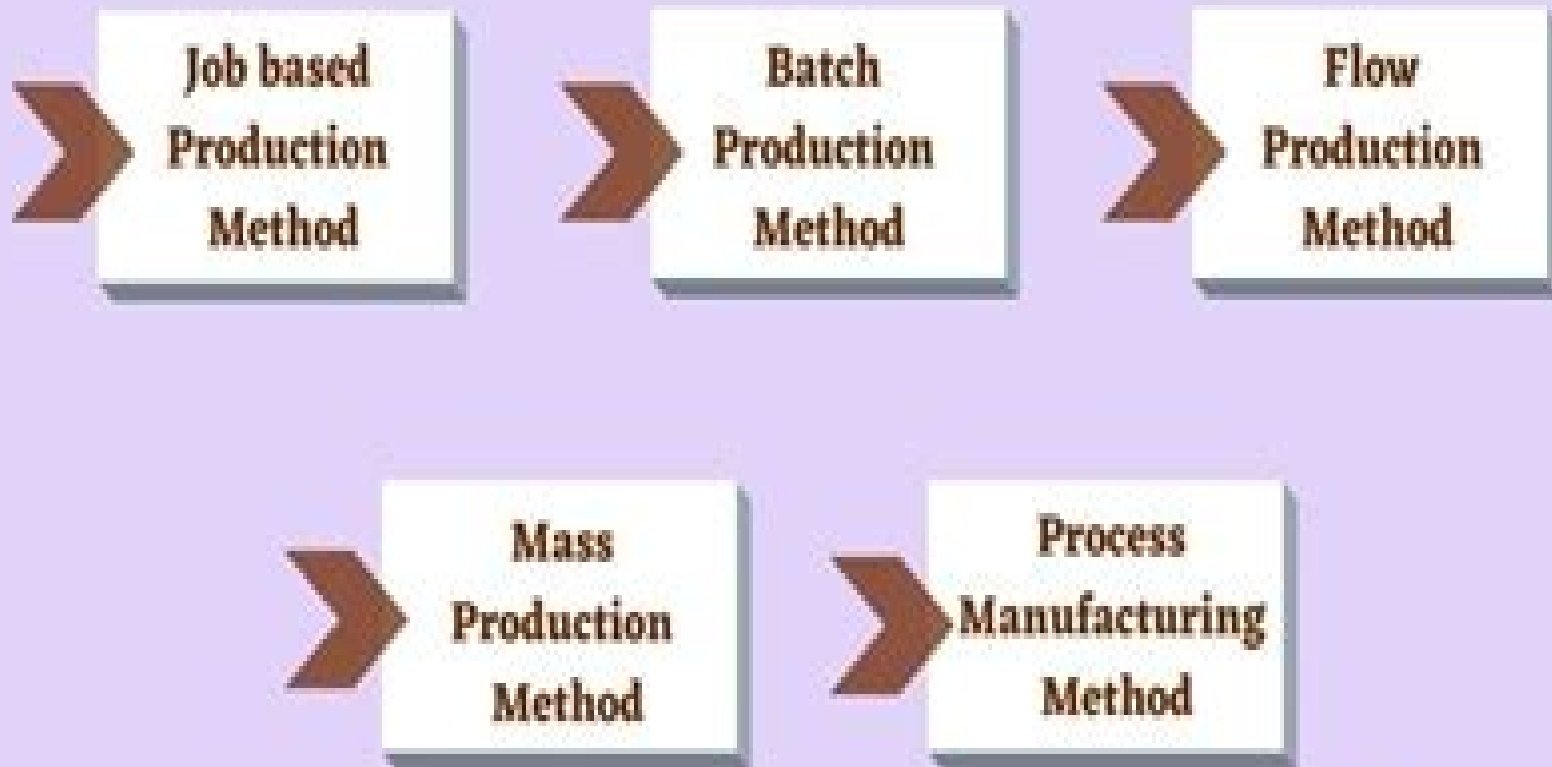 Job based
Production
Method
Batch
Production
Method
Flow
Production
Method
Mass
Production
Method
Process
Manufacturing
Method